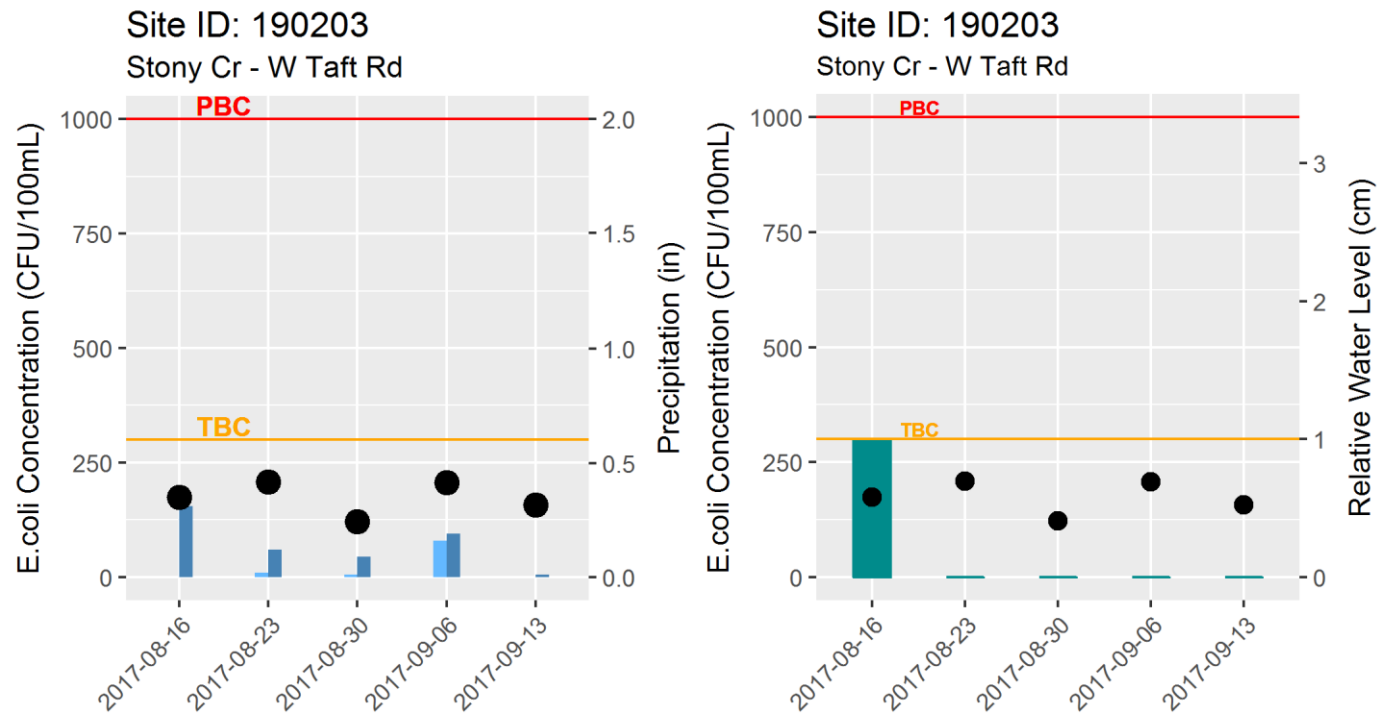 Site ID: 190203
Stony Cr - W Taft Rd
E.coli Concentration (CFU/100mL)
1000
750
500
250
0
PBC
TBC
2.0
1.5
1.0
0.5
0.0
Precipitation (in)
2017-08-16
2017-08-23
2017-08-30
2017-09-06
2017-09-13
Site ID: 190203
Stony Cr - W Taft Rd
E.coli Concentration (CFU/100mL)
1000
750
500
250
0
PBC
TBC
3
2
1
0
Relative Water Level (cm)
2017-08-16
2017-08-23
2017-08-30
2017-09-06
2017-09-13